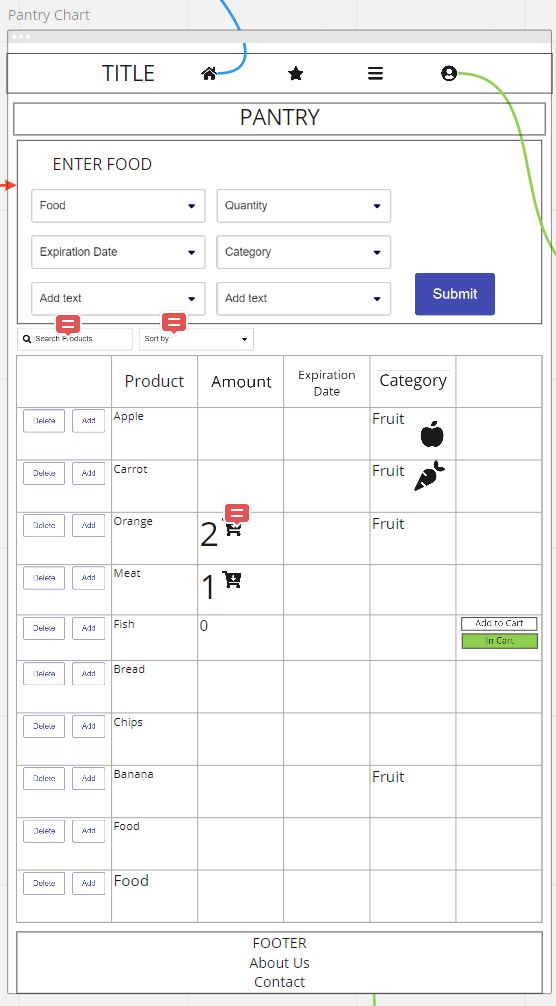 Pantry Chart
TITLE
PANTRY
ENTER FOOD
Food Quantity
Expiration Date Category
Add text Add text Submit
Search Products Sort by
Product Amount Expiration Date Category
Delete Add Apple Fruit
Delete Add Carrot Fruit
Delete Add Orange 2 Fruit
Delete Add Meat 1
Delete Add Fish 0 Add to Cart
In Cart
Delete Add Bread
Delete Add Chips
Delete Add Banana Fruit
Delete Add Food
Delete Add Food
FOOTER
About Us
Contact